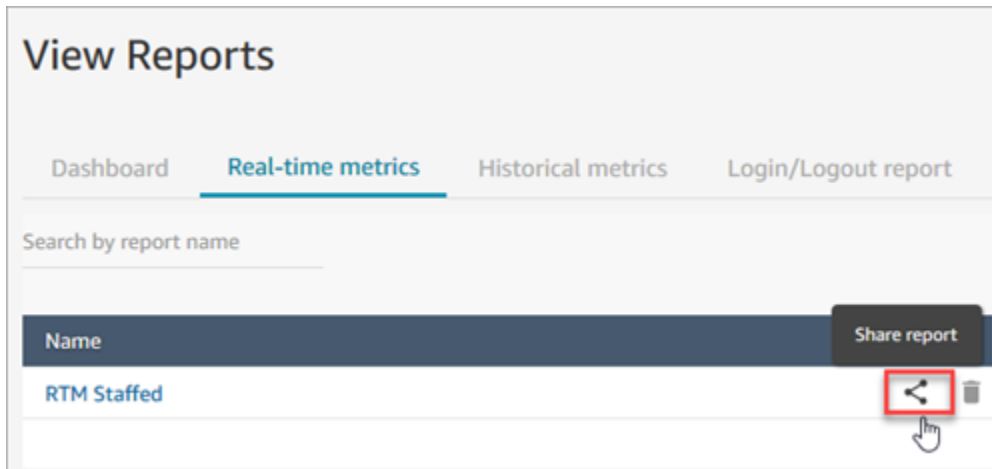 View Reports
Dashboard Real-time metrics Historical metrics Login/Logout report
Search by report name
Name Share report
RTM Staffed